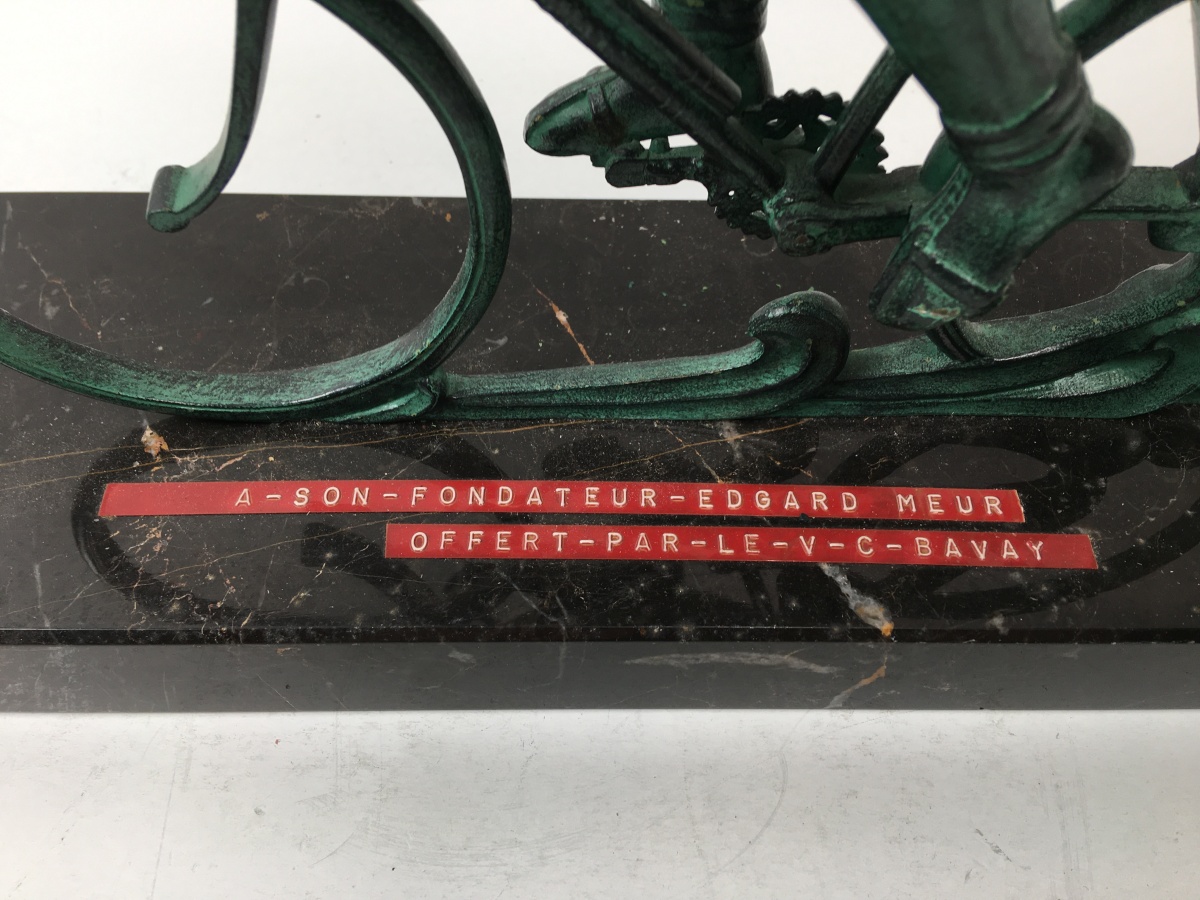 A-SON-FONDATEUR-EDGARD MEUR
OFFERT-PAR-LE-V-C-BAVAY